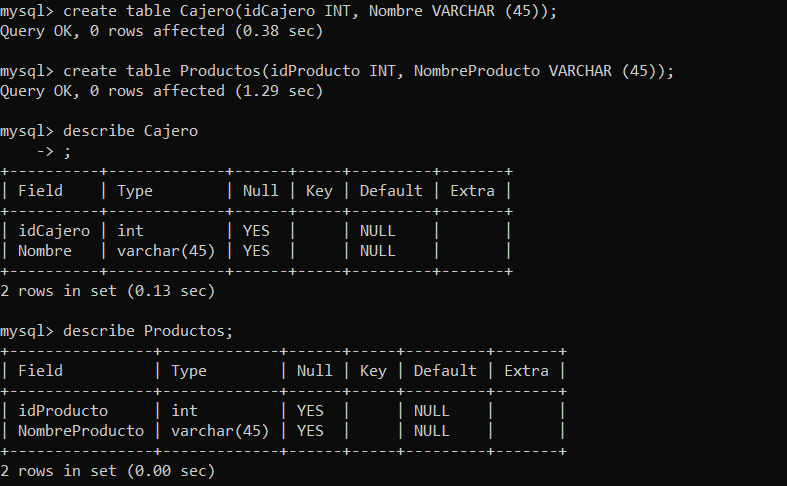 mysql> create table Cajero(idCajero INT, Nombre VARCHAR (45));
Query OK, 0 rows affected (0.38 sec)

mysql> create table Productos(idProducto INT, NombreProducto VARCHAR (45));
Query OK, 0 rows affected (1.29 sec)

mysql> describe Cajero
    -> ;
+----------+-------------+------+-----+---------+-------+
| Field    | Type        | Null | Key | Default | Extra |
+----------+-------------+------+-----+---------+-------+
| idCajero | int         | YES  |     | NULL    |       |
| Nombre   | varchar(45) | YES  |     | NULL    |       |
+----------+-------------+------+-----+---------+-------+
2 rows in set (0.13 sec)

mysql> describe Productos;
+----------------+-------------+------+-----+---------+-------+
| Field          | Type        | Null | Key | Default | Extra |
+----------------+-------------+------+-----+---------+-------+
| idProducto     | int         | YES  |     | NULL    |       |
| NombreProducto | varchar(45) | YES  |     | NULL    |       |
+----------------+-------------+------+-----+---------+-------+
2 rows in set (0.00 sec)